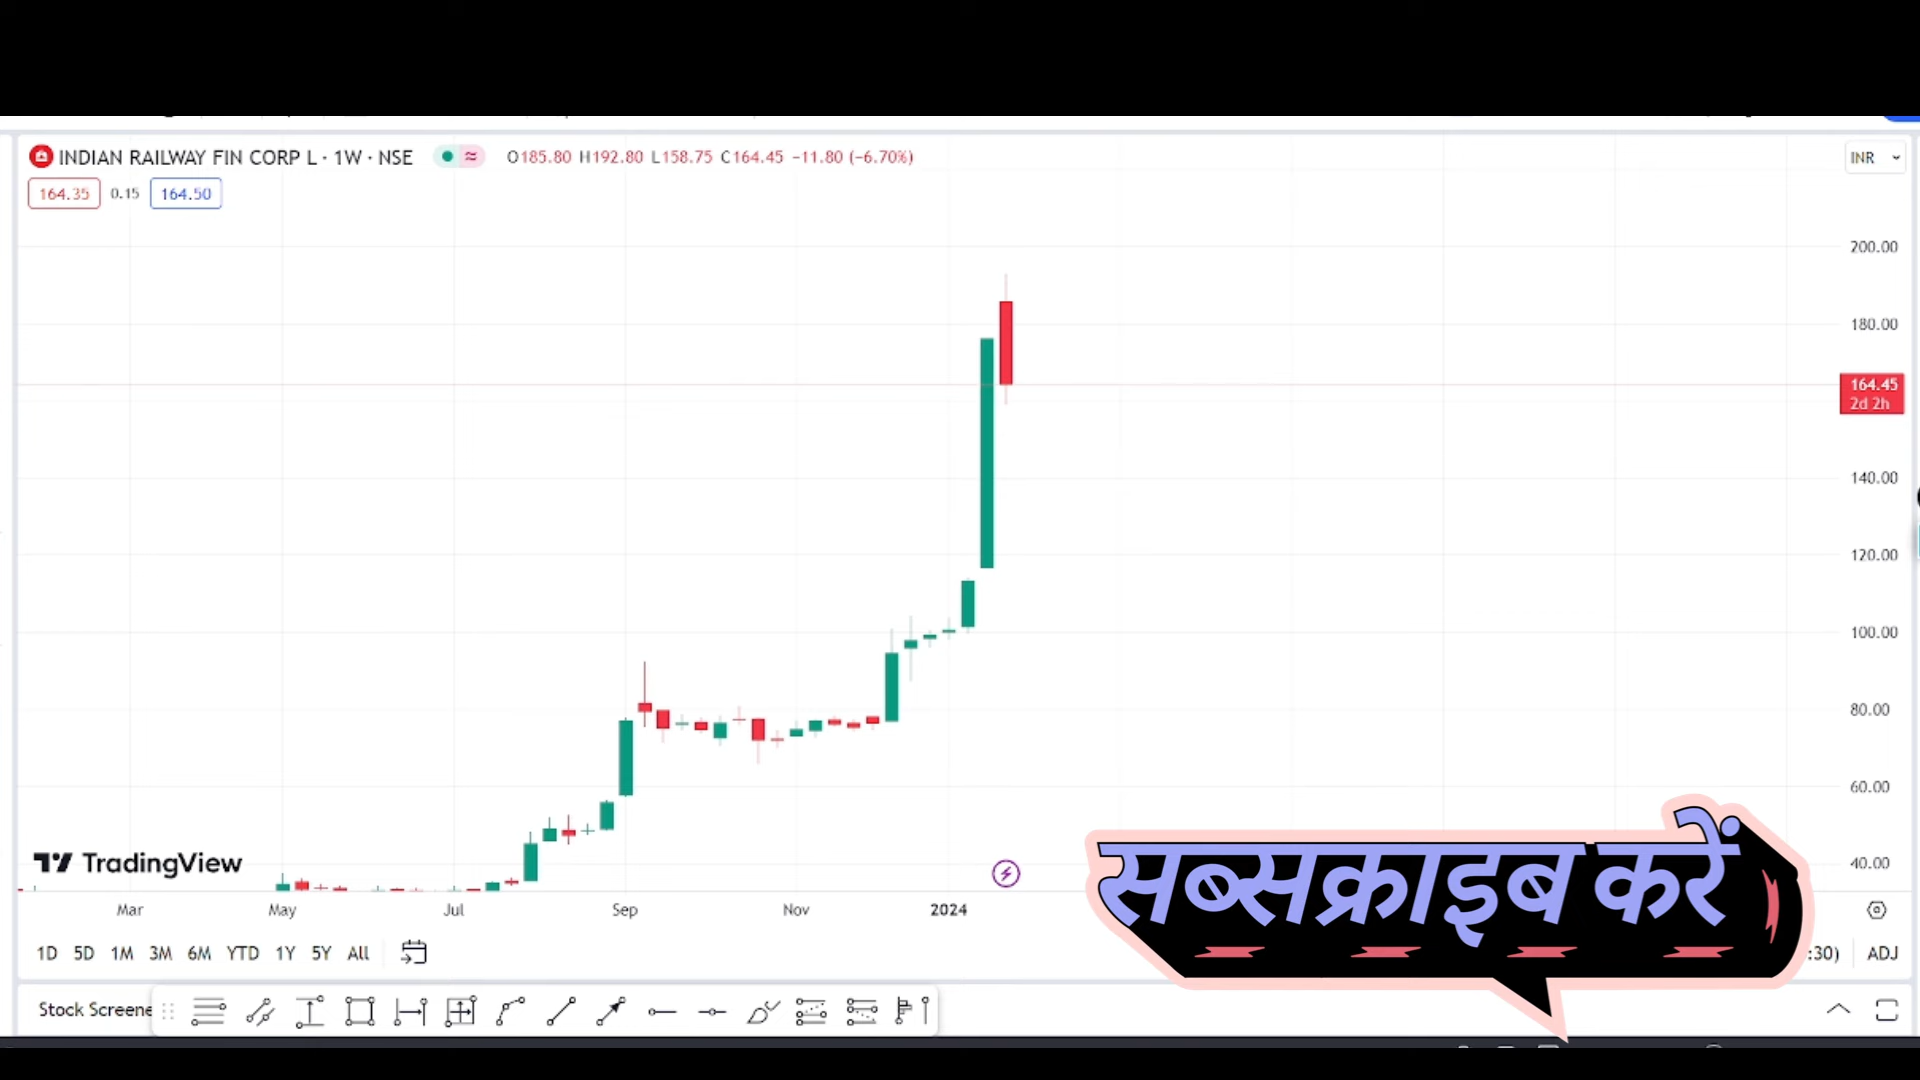 INDIAN RAILWAY FIN CORP L · 1W · NSE ≈ O185.80 H192.80 L158.75 C164.45 −11.80 (−6.70%) INR
164.35 0.15 164.50
200.00
180.00
164.45
2d 2h
140.00
120.00
100.00
80.00
60.00
40.00
TradingView
सब्सक्राइब करें
Mar May Jul Sep Nov 2024
1D 5D 1M 3M 6M YTD 1Y 5Y All :30) ADJ
Stock Screene